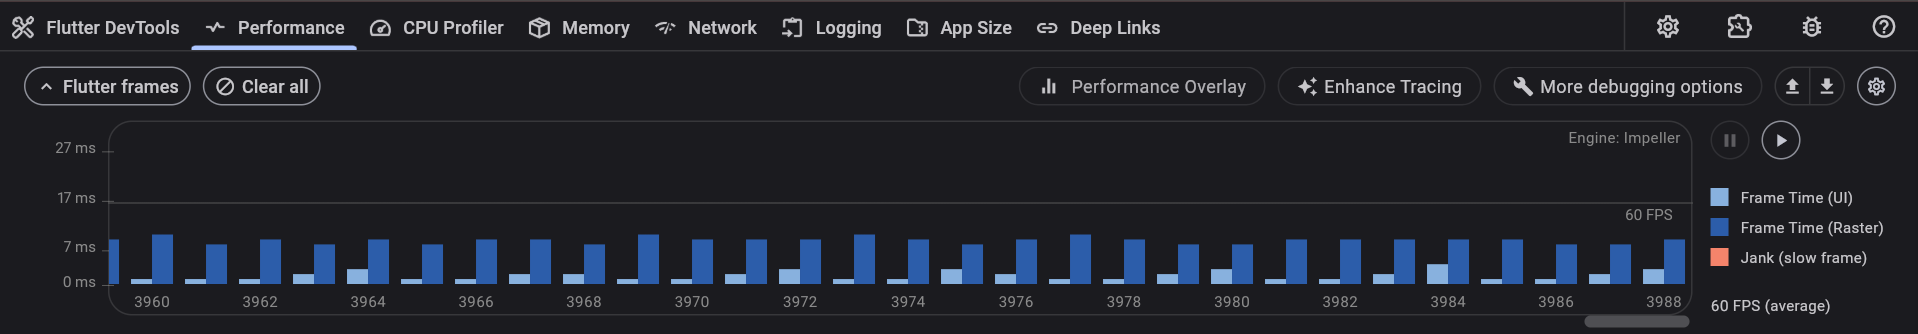 Flutter DevTools Performance CPU Profiler Memory Network Logging App Size Deep Links
Flutter frames Clear all Performance Overlay Enhance Tracing More debugging options
Engine: Impeller
27 ms
17 ms
60 FPS
7 ms
0 ms
3960 3962 3964 3966 3968 3970 3972 3974 3976 3978 3980 3982 3984 3986 3988
Frame Time (UI)
Frame Time (Raster)
Jank (slow frame)
60 FPS (average)